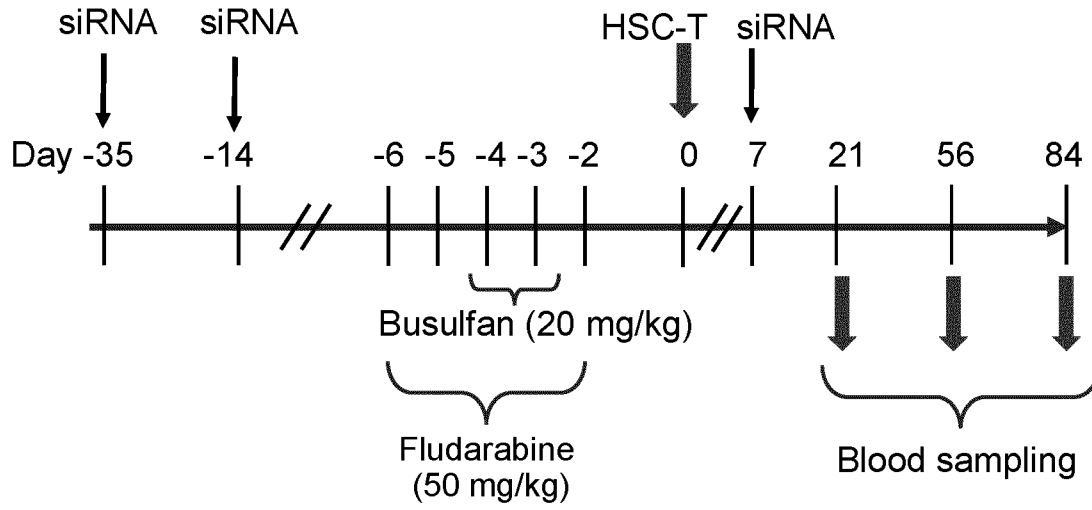 siRNA siRNA HSC-T siRNA
Day -35 -14 -6 -5 -4 -3 -2 0 7 21 56 84
Busulfan (20 mg/kg)
Fludarabine
(50 mg/kg)
Blood sampling